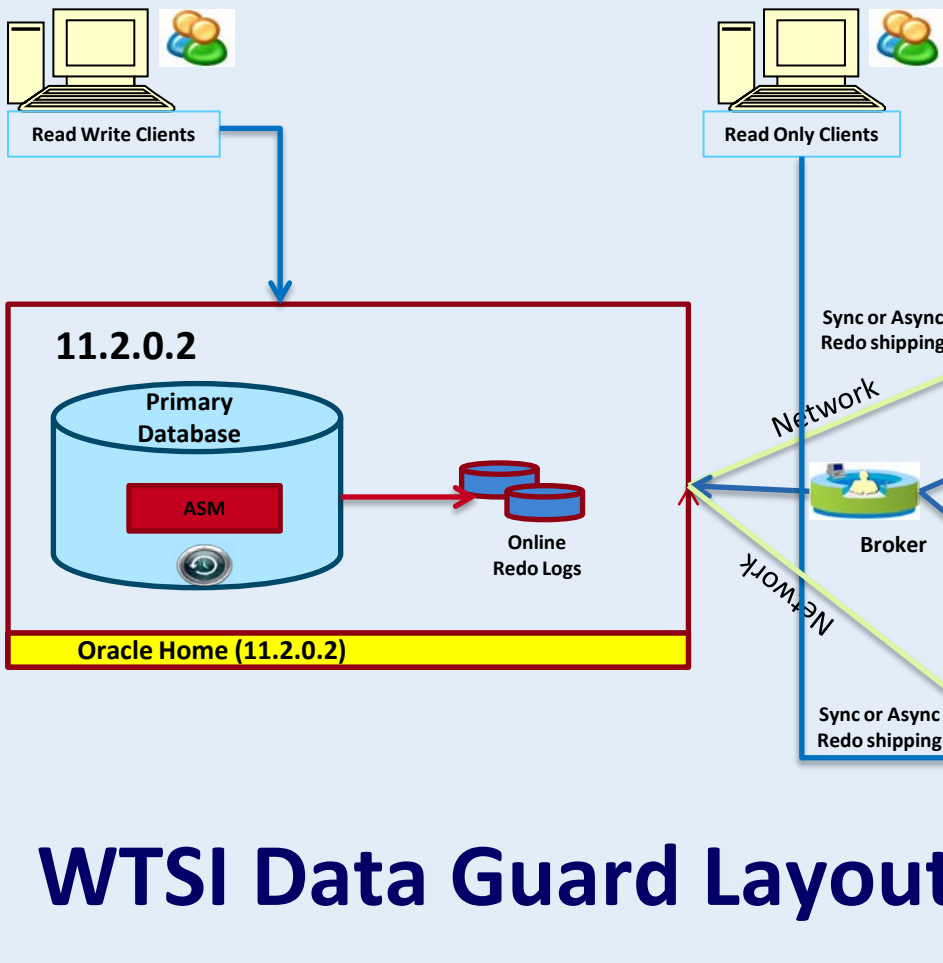 Read Write Clients
Read Only Clients
11.2.0.2
Primary
Database
ASM
Online
Redo Logs
Oracle Home (11.2.0.2)
Sync or Async
Redo shipping
Network
Broker
Network
Sync or Async
Redo shipping
WTSI Data Guard Layout